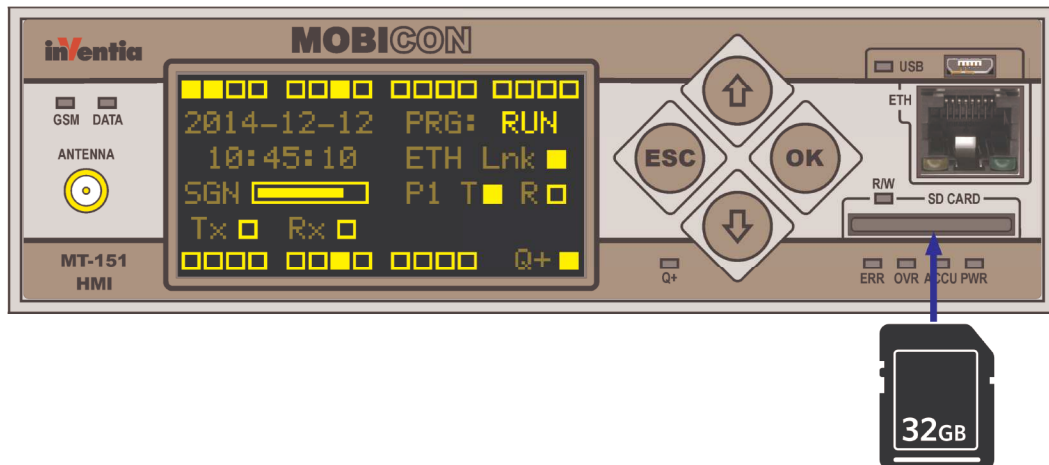 inVentia
MOBICON
GSM DATA
ANTENNA
MT-151
HMI
2014-12-12 PRG: RUN
10:45:10 ETH Lnk
SGN P1 T R
Tx Rx
Q+
ESC
OK
Q+
USB
ETH
R/W SD CARD
ERR OVR ACCU PWR
32GB